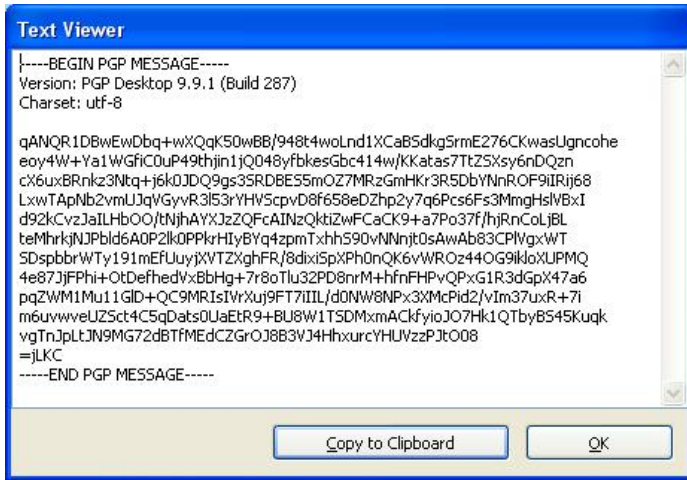 Text Viewer
-----BEGIN PGP MESSAGE-----
Version: PGP Desktop 9.9.1 (Build 287)
Charset: utf-8
qANQR1DBwEwDbq+wXQqK50wBB/948t4woLnd1XCaBSdkgSrmE276CKwasUgncohe
eoy4W+Ya1WGfiC0uP49thjin1jQ048yfbkesGbc414w/KKatas7TtZSXsy6nDQzn
cX6uxBRnkz3Ntq+j6k0JDQ9gs3SRDBES5mOZ7MRzGmHKr3R5DbYNnROF9iIRij68
LxwTApNb2vmUJqVGyvR3l53rYHVScpvD8f658eDZhp2y7q6Pcs6Fs3MmgHslVBxI
d92kCvzJaILHbOO/tNjhAYXJzZQFcAINzQktiZwFCaCK9+a7Po37f/hjRnCoLjBL
teMhrkjNJPbld6A0P2lk0PPkrHIyBYq4zpmTxhhS90vNNnjt0sAwAb83CPlVgxWT
SDspbbrWTy191mEfUuyjXVTZXghFR/8dixiSpXPh0nQK6vWROz44OG9ikloXUPMQ
4e87JjFPhi+OtDefhedVxBbHg+7r8oTlu32PD8nrM+hfnFHPvQPxG1R3dGpX47a6
pqZWM1Mu11GlD+QC9MRIsIVrXuj9FT7iIIL/d0NW8NPx3XMcPid2/vIm37uxR+7i
m6uvwveUZSct4C5qDats0UaEtR9+BU8W1TSDMxmACkfyioJO7Hk1QTbyBS45Kuqk
vgTnJpLtJN9MG72dBTfMEdCZGrOJ8B3VJ4HhxurcYHUVzzPJtO08
=jLKC
-----END PGP MESSAGE-----
Copy to Clipboard
OK